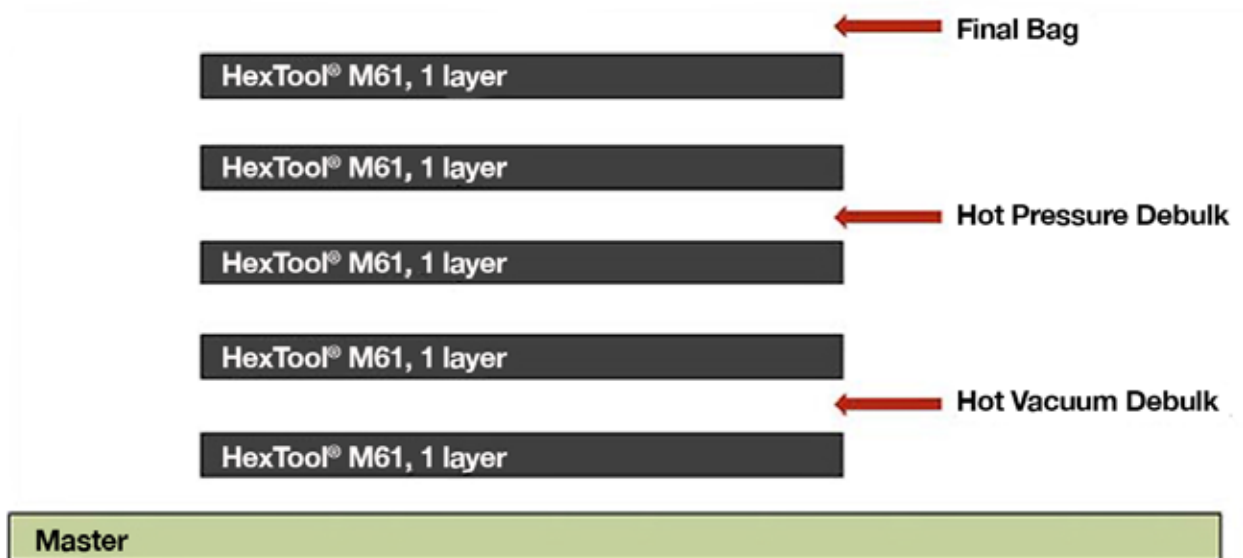 Final Bag
HexTool® M61, 1 layer
HexTool® M61, 1 layer
Hot Pressure Debulk
HexTool® M61, 1 layer
HexTool® M61, 1 layer
Hot Vacuum Debulk
HexTool® M61, 1 layer
Master